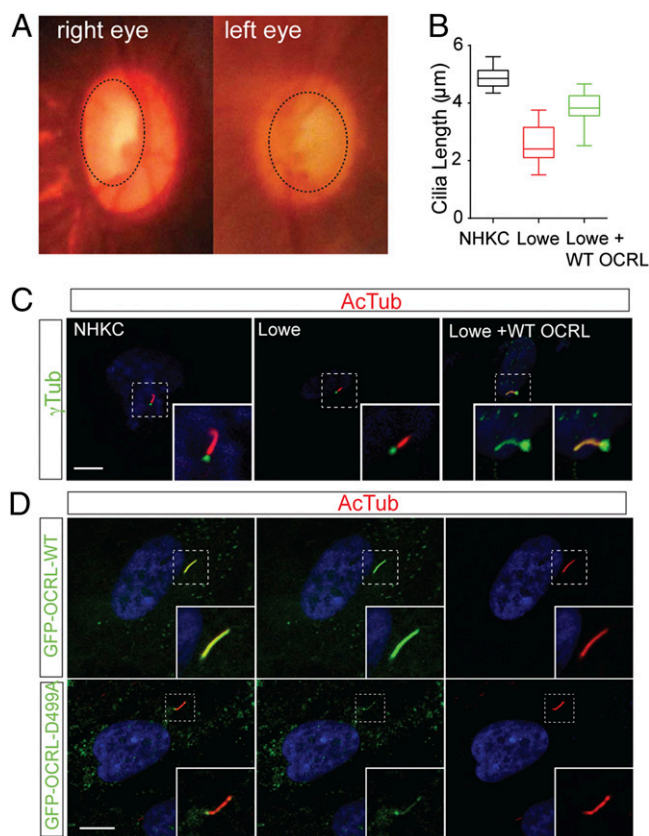 A
right eye
left eye
B
Cilia Length (µm)
6
4
2
0
NHKC
Lowe
Lowe +
WT OCRL
C
AcTub
γTub
NHKC
Lowe
Lowe +WT OCRL
D
AcTub
GFP-OCRL-WT
GFP-OCRL-D499A